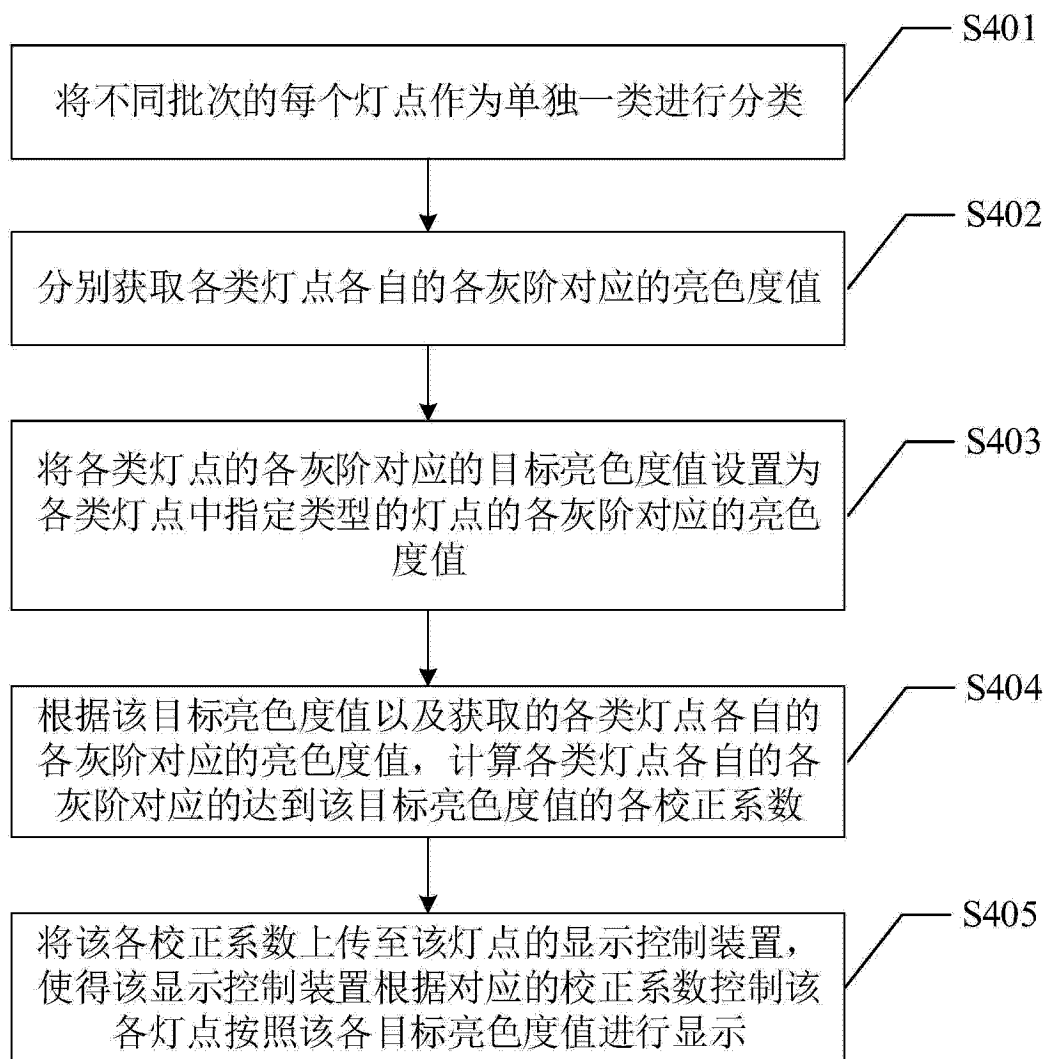 S401
将不同批次的每个灯点作为单独一类进行分类
S402
分别获取各类灯点各自的各灰阶对应的亮色度值
S403
将各类灯点的各灰阶对应的目标亮色度值设置为
各类灯点中指定类型的灯点的各灰阶对应的亮色
度值
S404
根据该目标亮色度值以及获取的各类灯点各自的
各灰阶对应的亮色度值，计算各类灯点各自的各
灰阶对应的达到该目标亮色度值的各校正系数
S405
将该各校正系数上传至该灯点的显示控制装置，
使得该显示控制装置根据对应的校正系数控制该
各灯点按照该各目标亮色度值进行显示